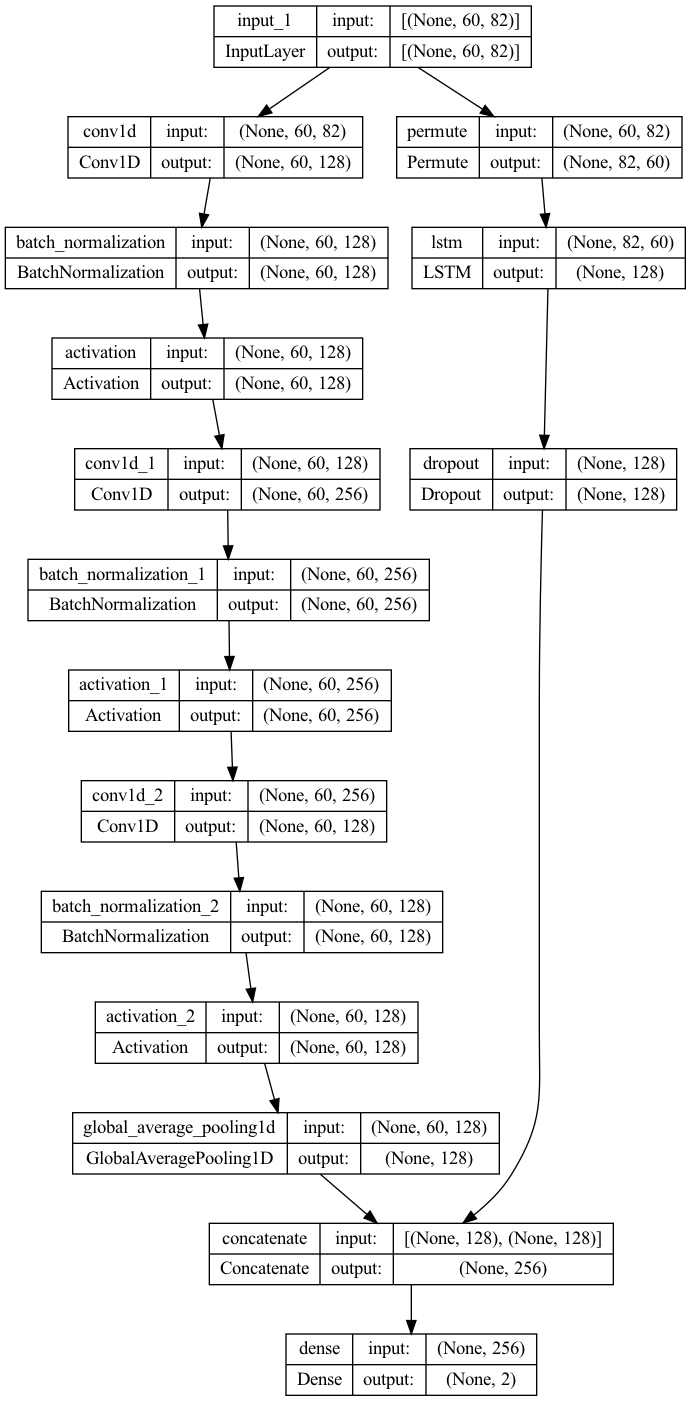 input_1 input: [(None, 60, 82)]
InputLayer output: [(None, 60, 82)]
conv1d input: (None, 60, 82)
Conv1D output: (None, 60, 128)
permute input: (None, 60, 82)
Permute output: (None, 82, 60)
batch_normalization input: (None, 60, 128)
BatchNormalization output: (None, 60, 128)
lstm input: (None, 82, 60)
LSTM output: (None, 128)
activation input: (None, 60, 128)
Activation output: (None, 60, 128)
conv1d_1 input: (None, 60, 128)
Conv1D output: (None, 60, 256)
dropout input: (None, 128)
Dropout output: (None, 128)
batch_normalization_1 input: (None, 60, 256)
BatchNormalization output: (None, 60, 256)
activation_1 input: (None, 60, 256)
Activation output: (None, 60, 256)
conv1d_2 input: (None, 60, 256)
Conv1D output: (None, 60, 128)
batch_normalization_2 input: (None, 60, 128)
BatchNormalization output: (None, 60, 128)
activation_2 input: (None, 60, 128)
Activation output: (None, 60, 128)
global_average_pooling1d input: (None, 60, 128)
GlobalAveragePooling1D output: (None, 128)
concatenate input: [(None, 128), (None, 128)]
Concatenate output: (None, 256)
dense input: (None, 256)
Dense output: (None, 2)